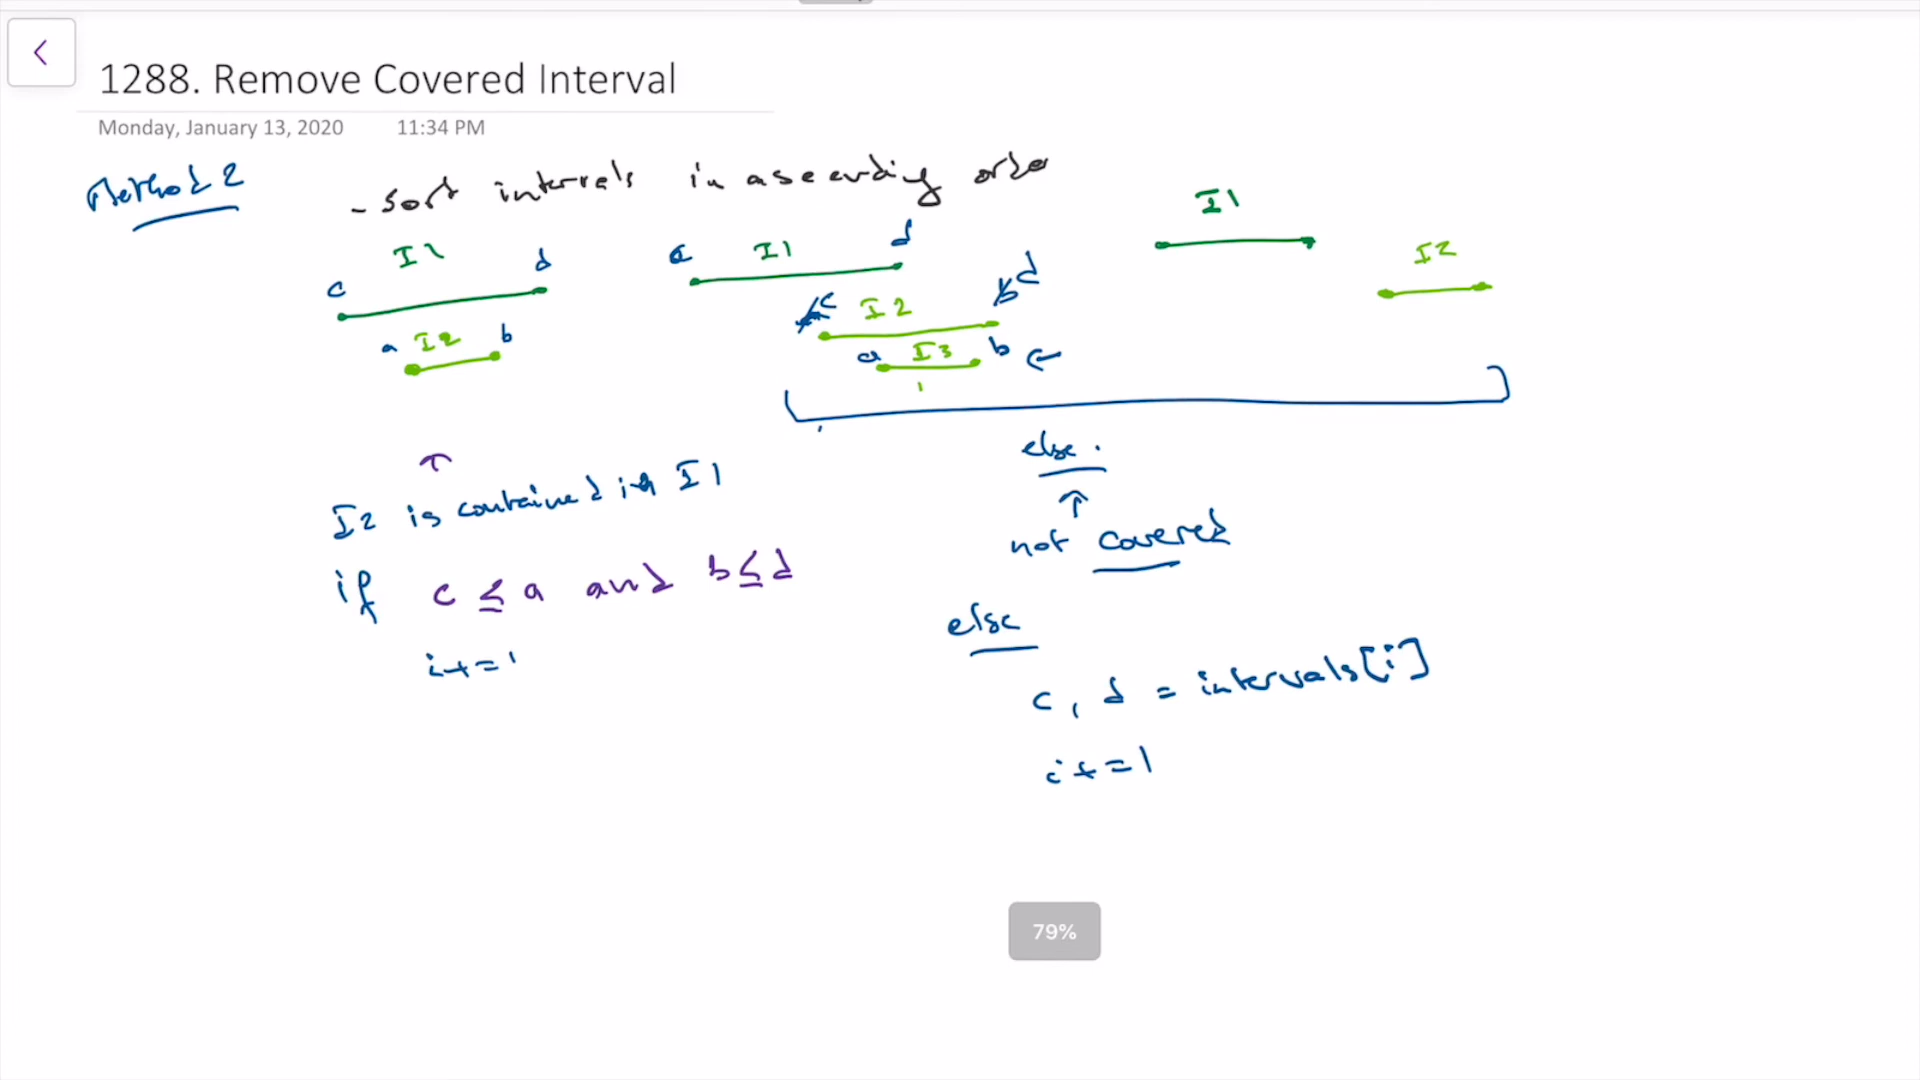 1288. Remove Covered Interval
Monday, January 13, 2020 11:34 PM
Method 2
- Sort intervals in ascending order
I1
c d
a I2 b
c I1 d
c I2 b d
a I3 b
I1
I2
else.
I2 is contained in I1
not covered
if c ≤ a and b ≤ d
i+=1
else
c, d = intervals[i]
i+=1
79%